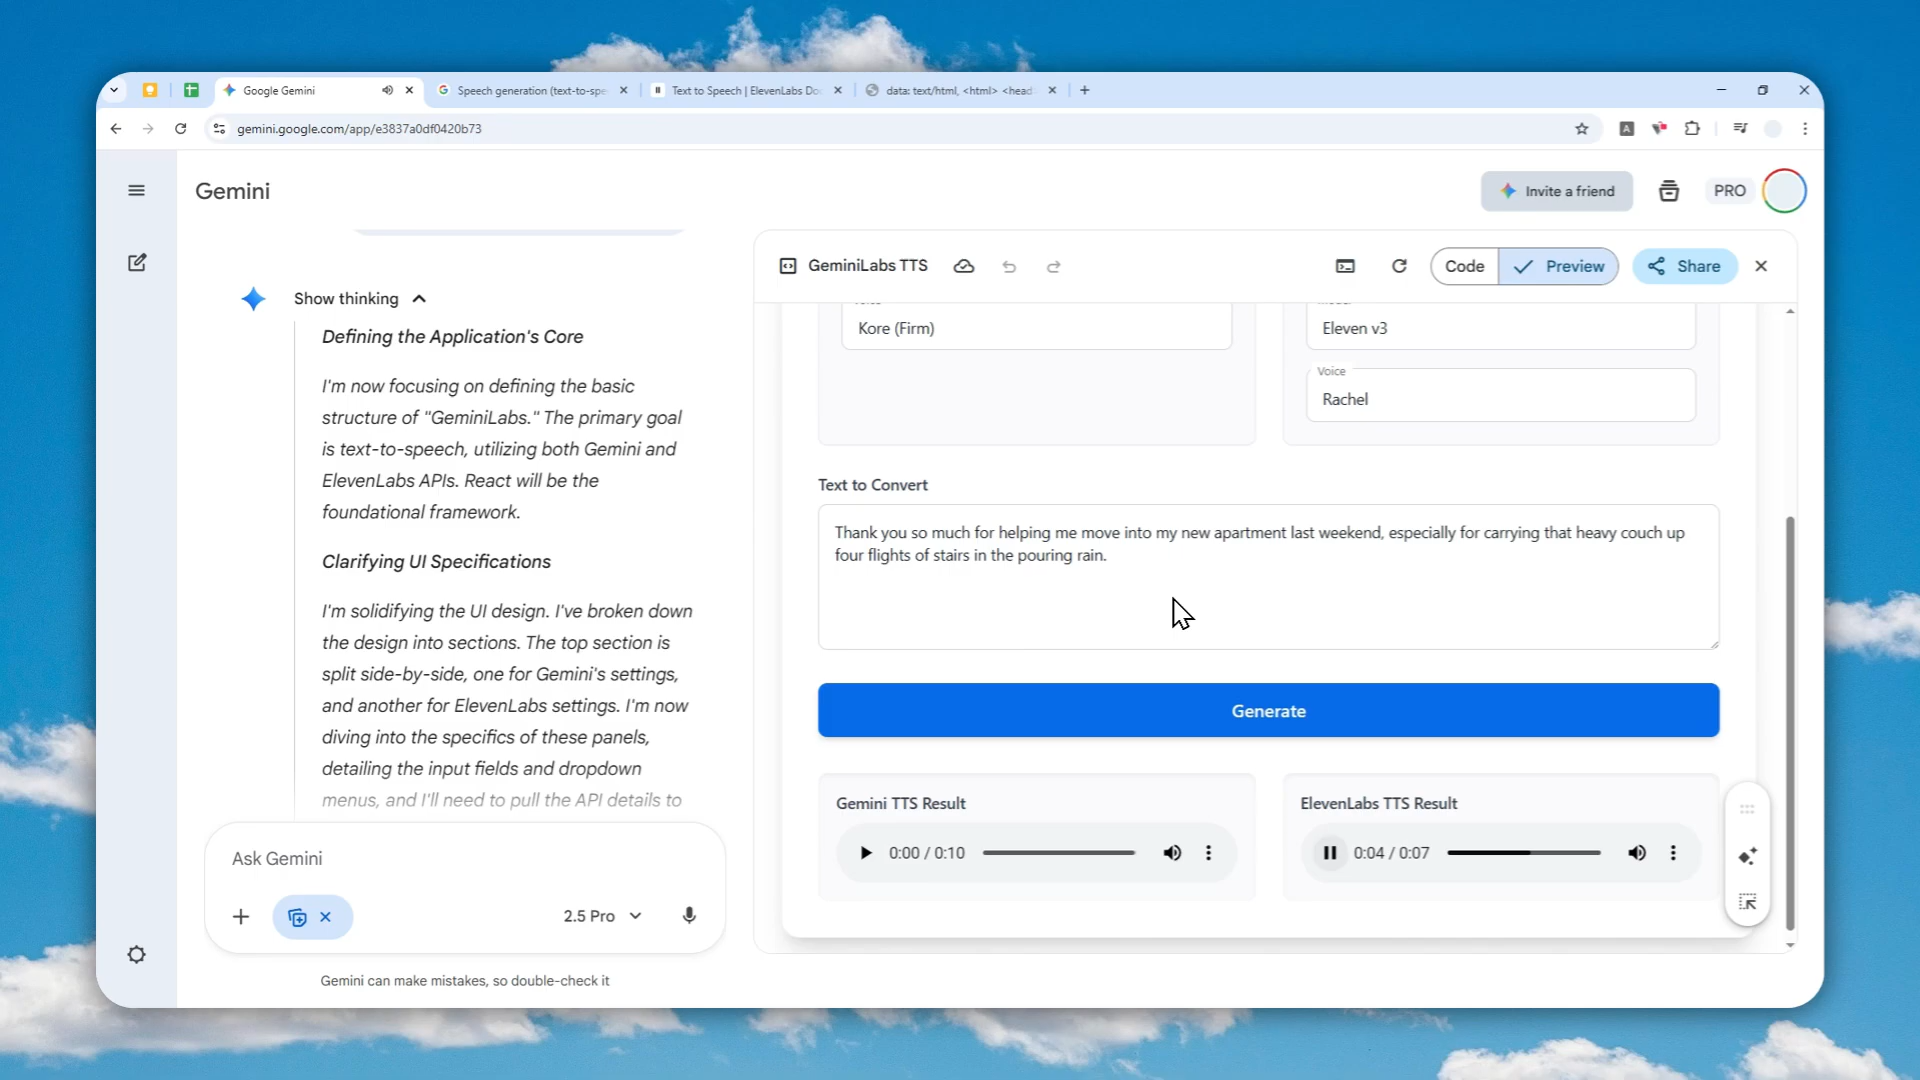 Google Gemini
Speech generation (text-to-spe
Text to Speech | ElevenLabs Do
data: text/html, <html> <head
gemini.google.com/app/e3837a0df0420b73
Gemini
Invite a friend
PRO
Show thinking
Defining the Application's Core
I'm now focusing on defining the basic
structure of "GeminiLabs." The primary goal
is text-to-speech, utilizing both Gemini and
ElevenLabs APIs. React will be the
foundational framework.
Clarifying UI Specifications
I'm solidifying the UI design. I've broken down
the design into sections. The top section is
split side-by-side, one for Gemini's settings,
and another for ElevenLabs settings. I'm now
diving into the specifics of these panels,
detailing the input fields and dropdown
menus, and I'll need to pull the API details to
Ask Gemini
2.5 Pro
Gemini can make mistakes, so double-check it
GeminiLabs TTS
Code
Preview
Share
Kore (Firm)
Eleven v3
Voice
Rachel
Text to Convert
Thank you so much for helping me move into my new apartment last weekend, especially for carrying that heavy couch up
four flights of stairs in the pouring rain.
Generate
Gemini TTS Result
0:00 / 0:10
ElevenLabs TTS Result
0:04 / 0:07